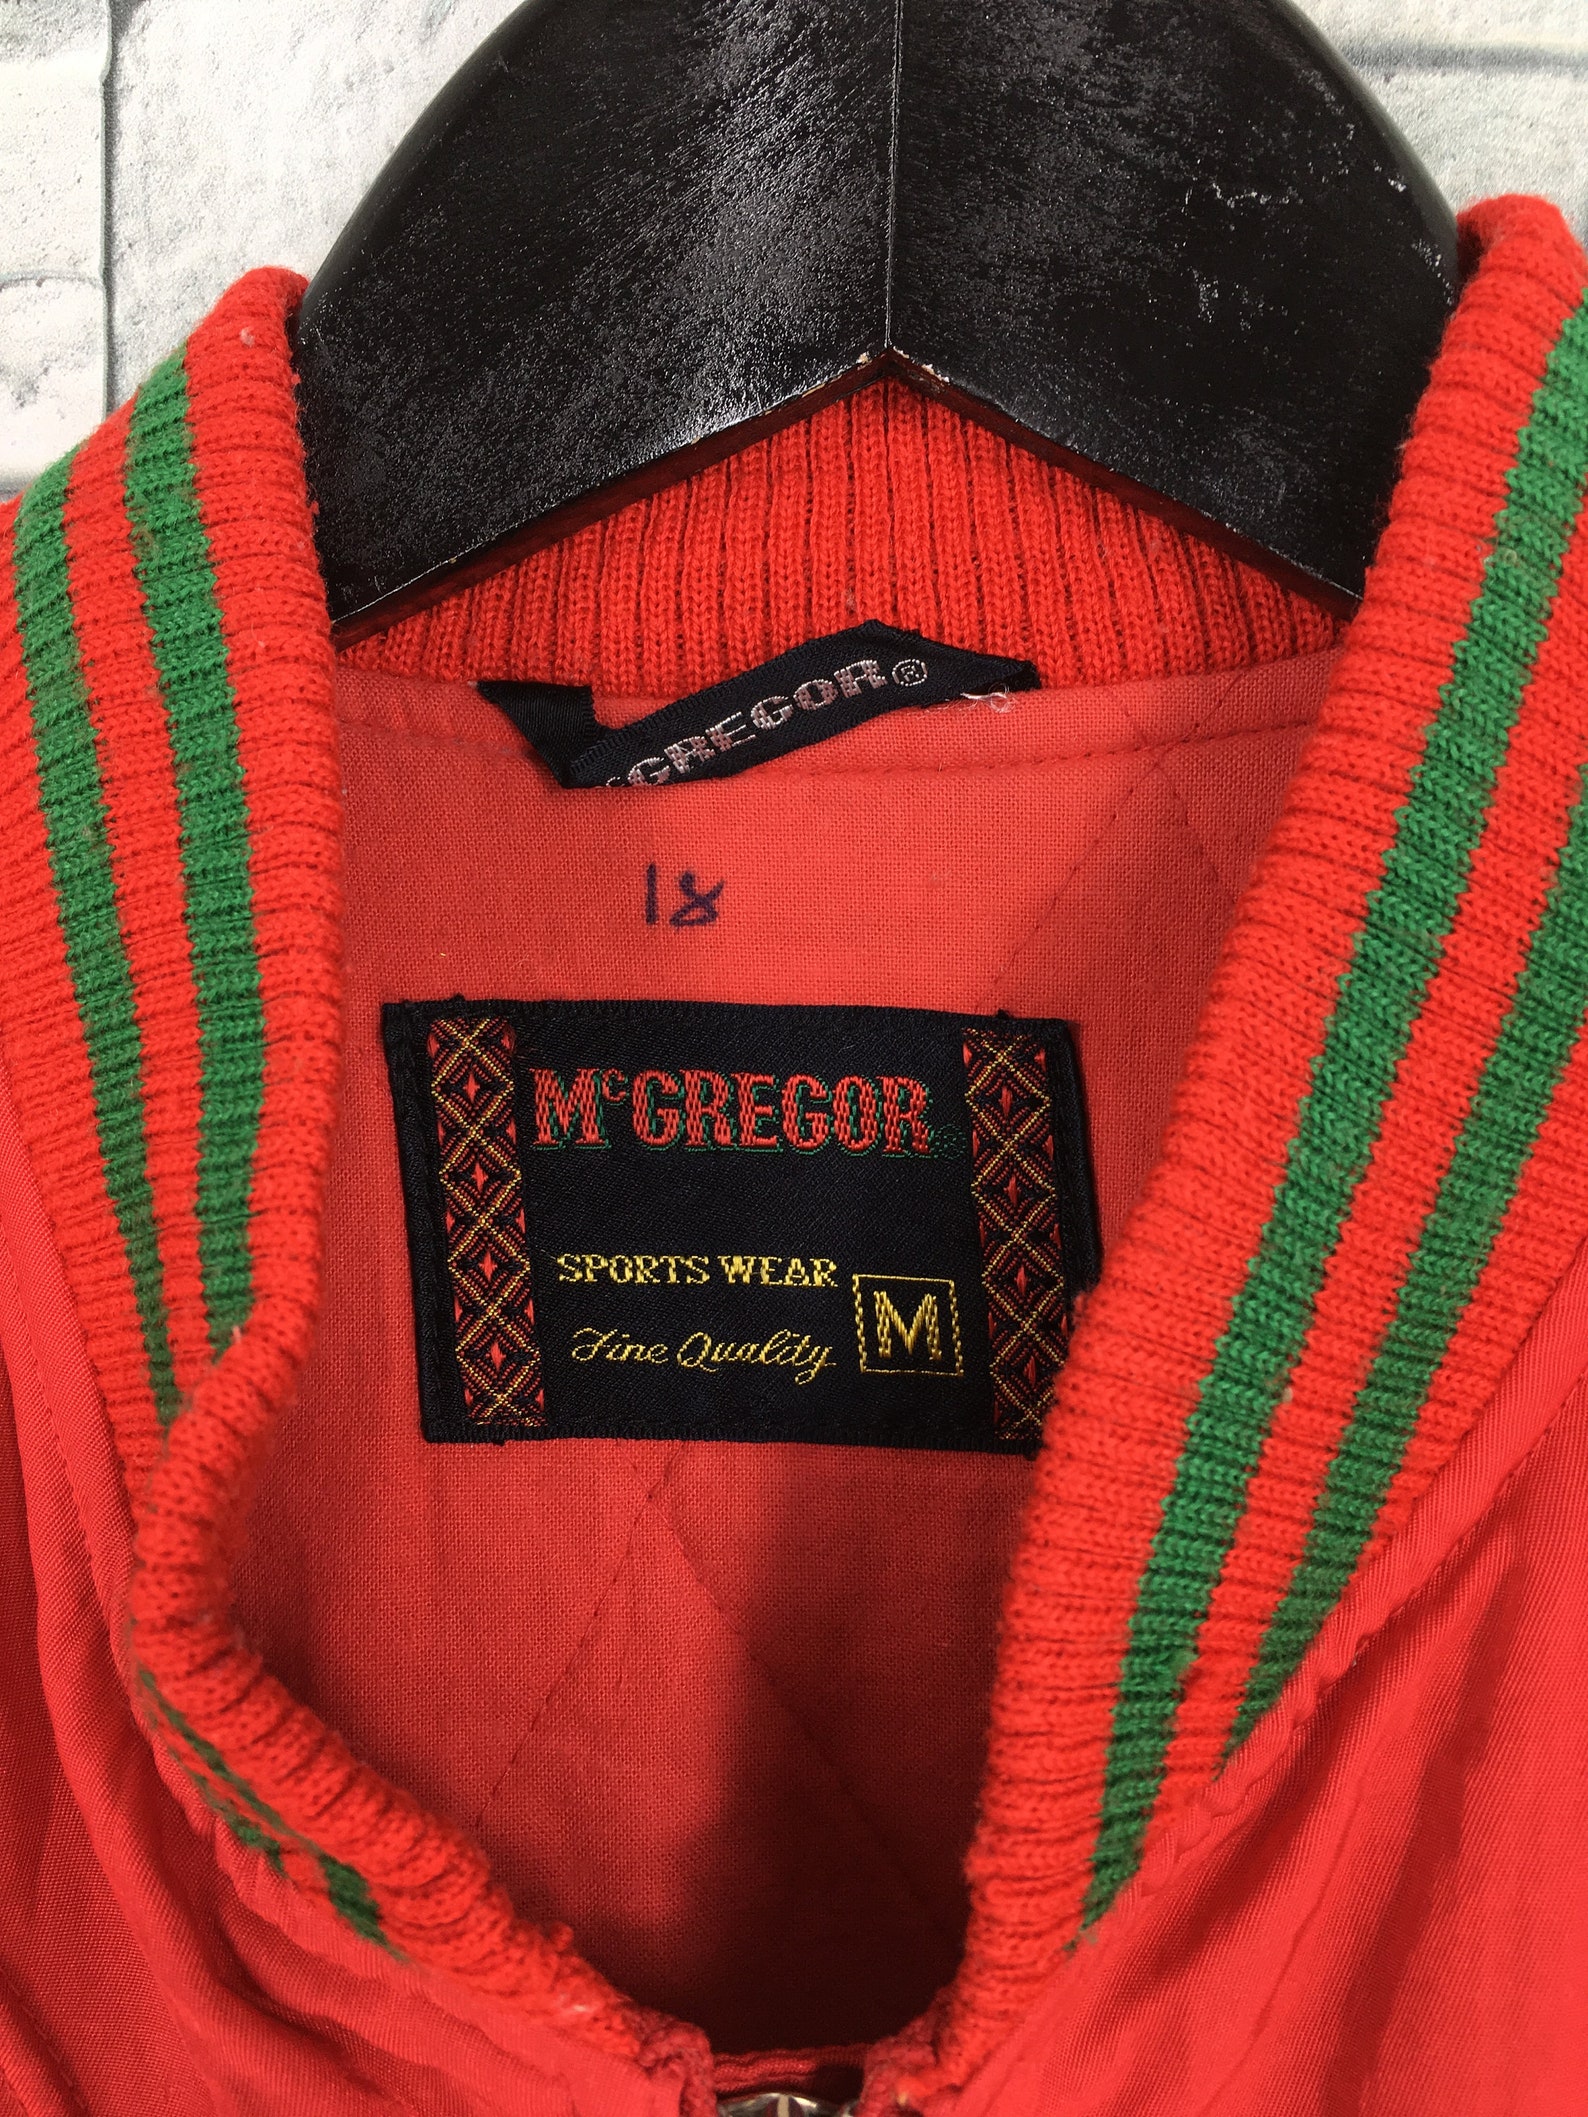 GREGOR®
18
McGREGOR
SPORTS WEAR
Fine Quality
M